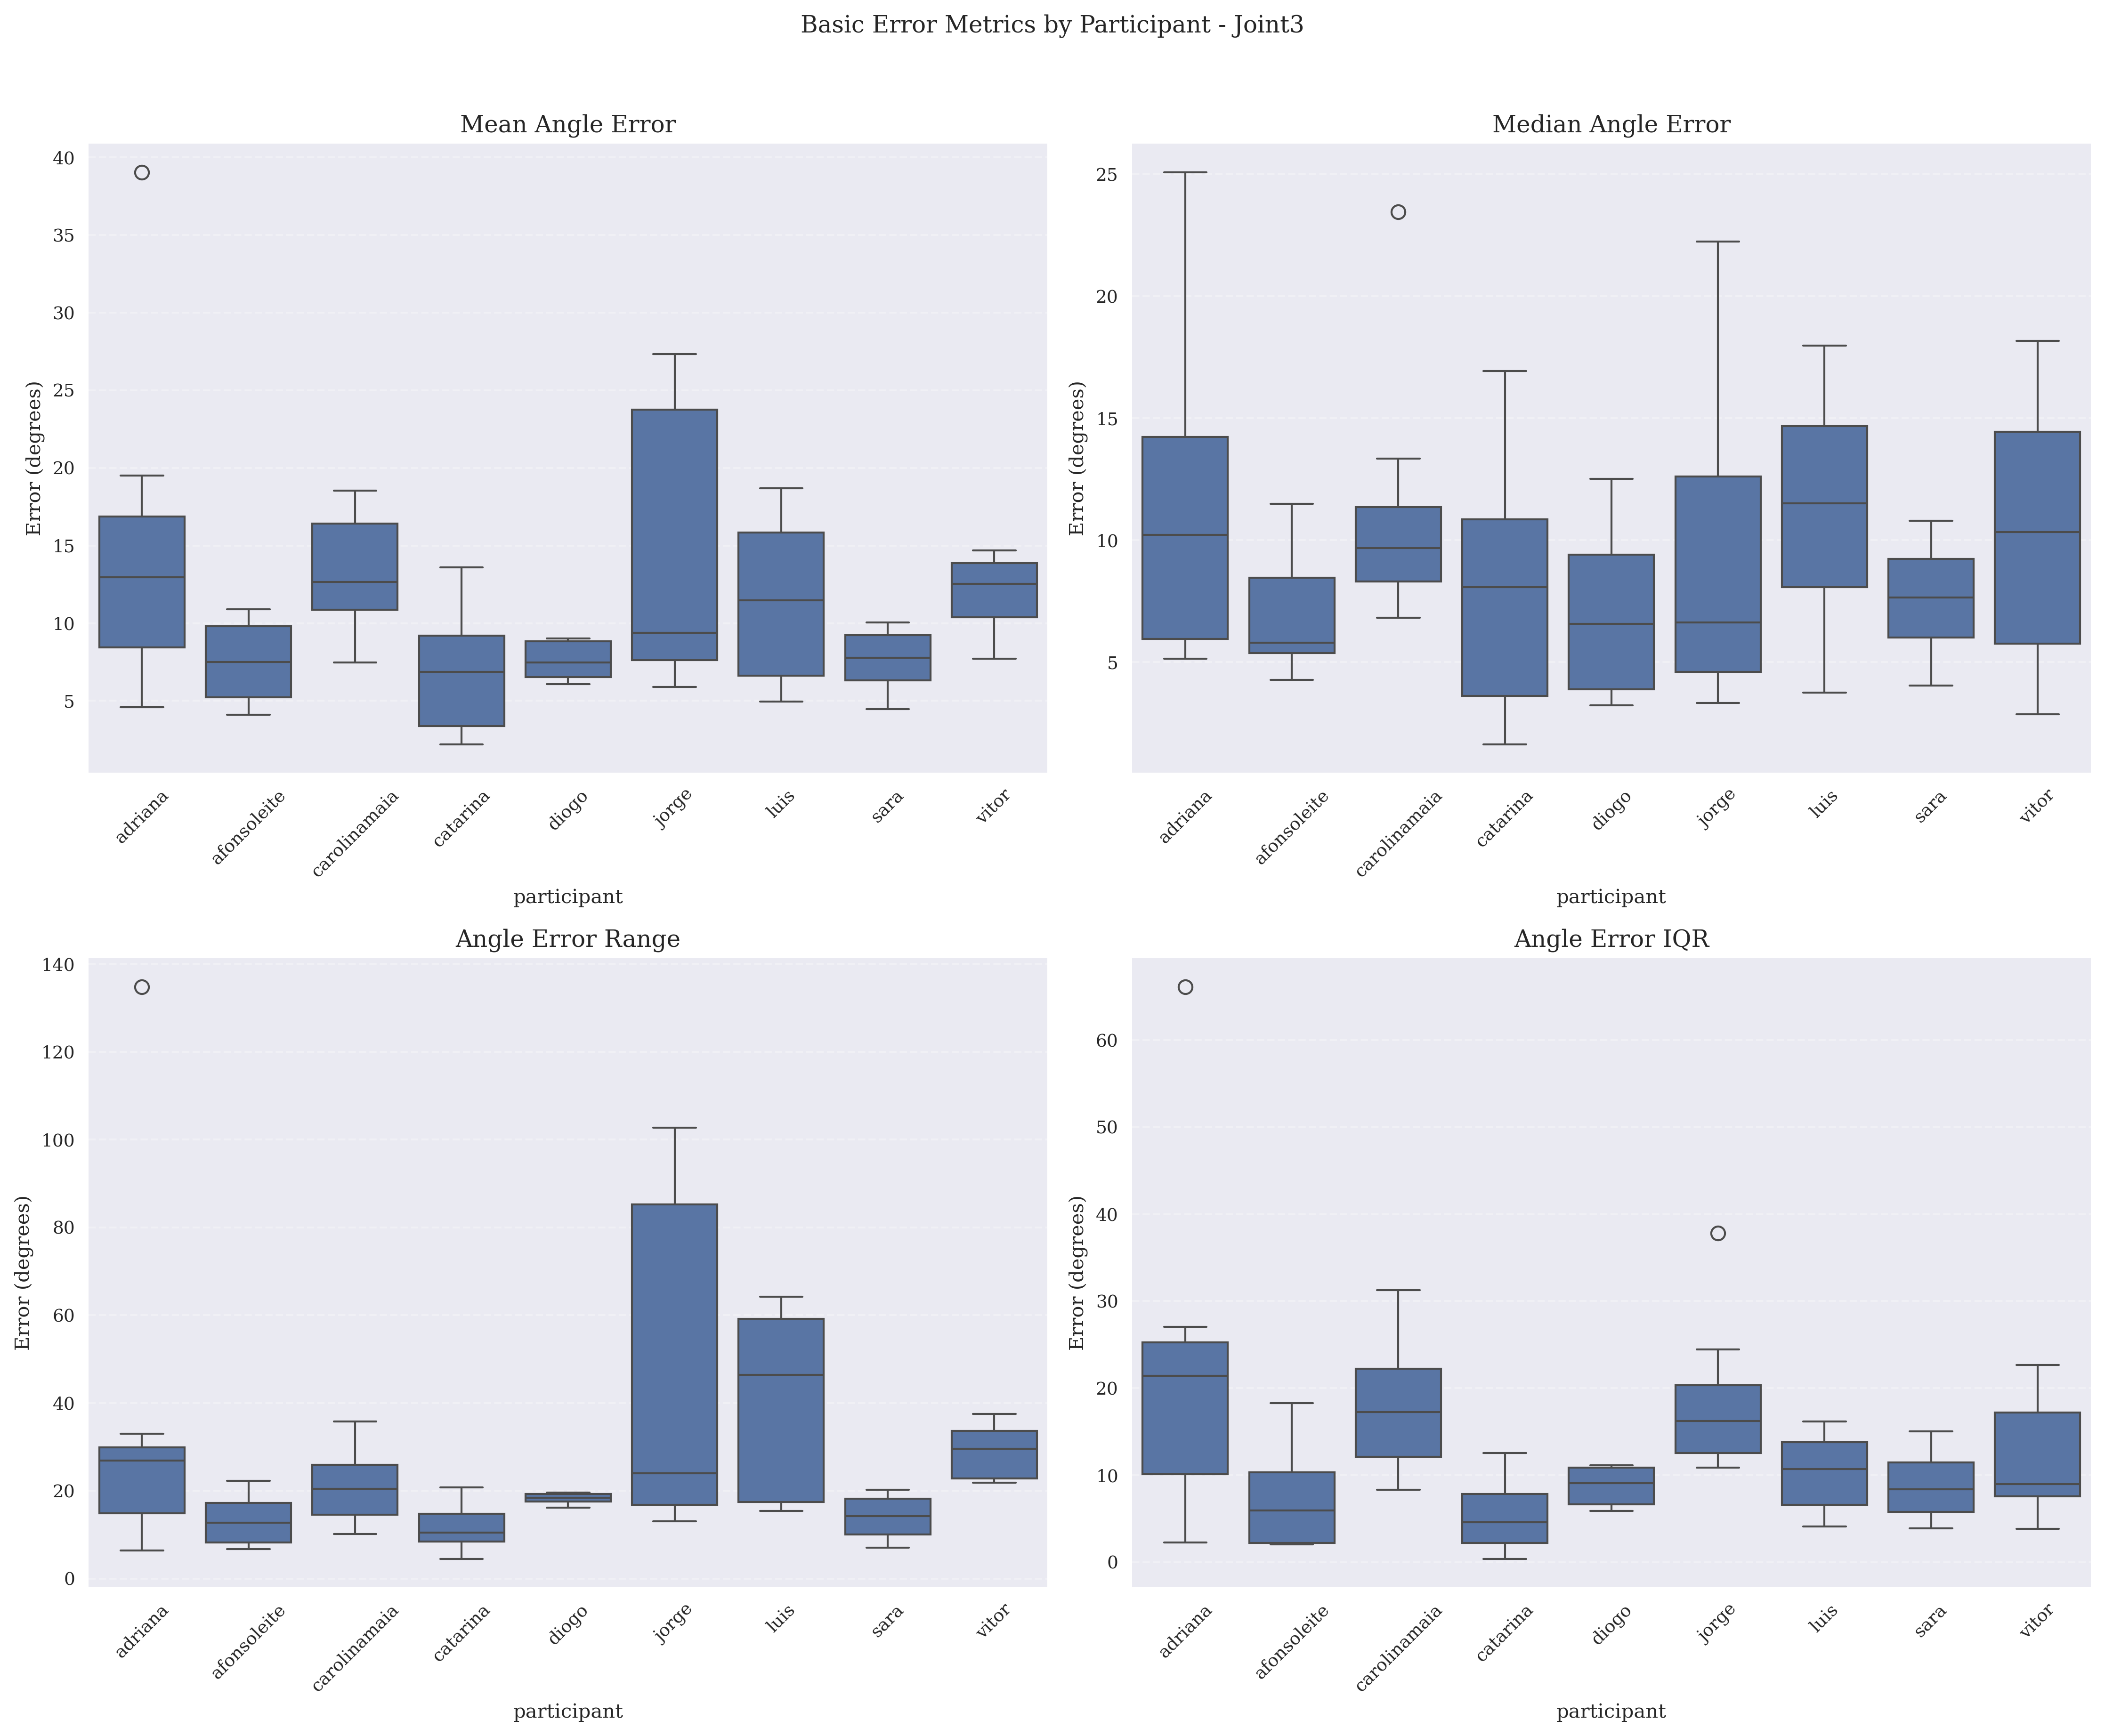 Basic Error Metrics by Participant - Joint3
Mean Angle Error
Error (degrees)
40
35
30
25
20
15
10
5
adriana
afonsoleite
carolinamaia
catarina
diogo
jorge
luis
sara
vitor
participant
Median Angle Error
Error (degrees)
25
20
15
10
5
adriana
afonsoleite
carolinamaia
catarina
diogo
jorge
luis
sara
vitor
participant
Angle Error Range
Error (degrees)
140
120
100
80
60
40
20
0
adriana
afonsoleite
carolinamaia
catarina
diogo
jorge
luis
sara
vitor
participant
Angle Error IQR
Error (degrees)
60
50
40
30
20
10
0
adriana
afonsoleite
carolinamaia
catarina
diogo
jorge
luis
sara
vitor
participant